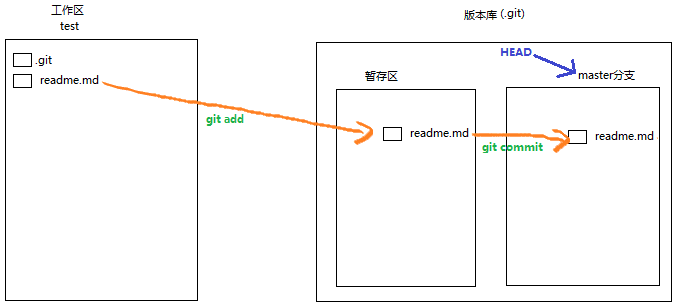 工作区
test
版本库 (.git)
.git
readme.md
HEAD
暂存区
master分支
git add
readme.md
git commit
readme.md